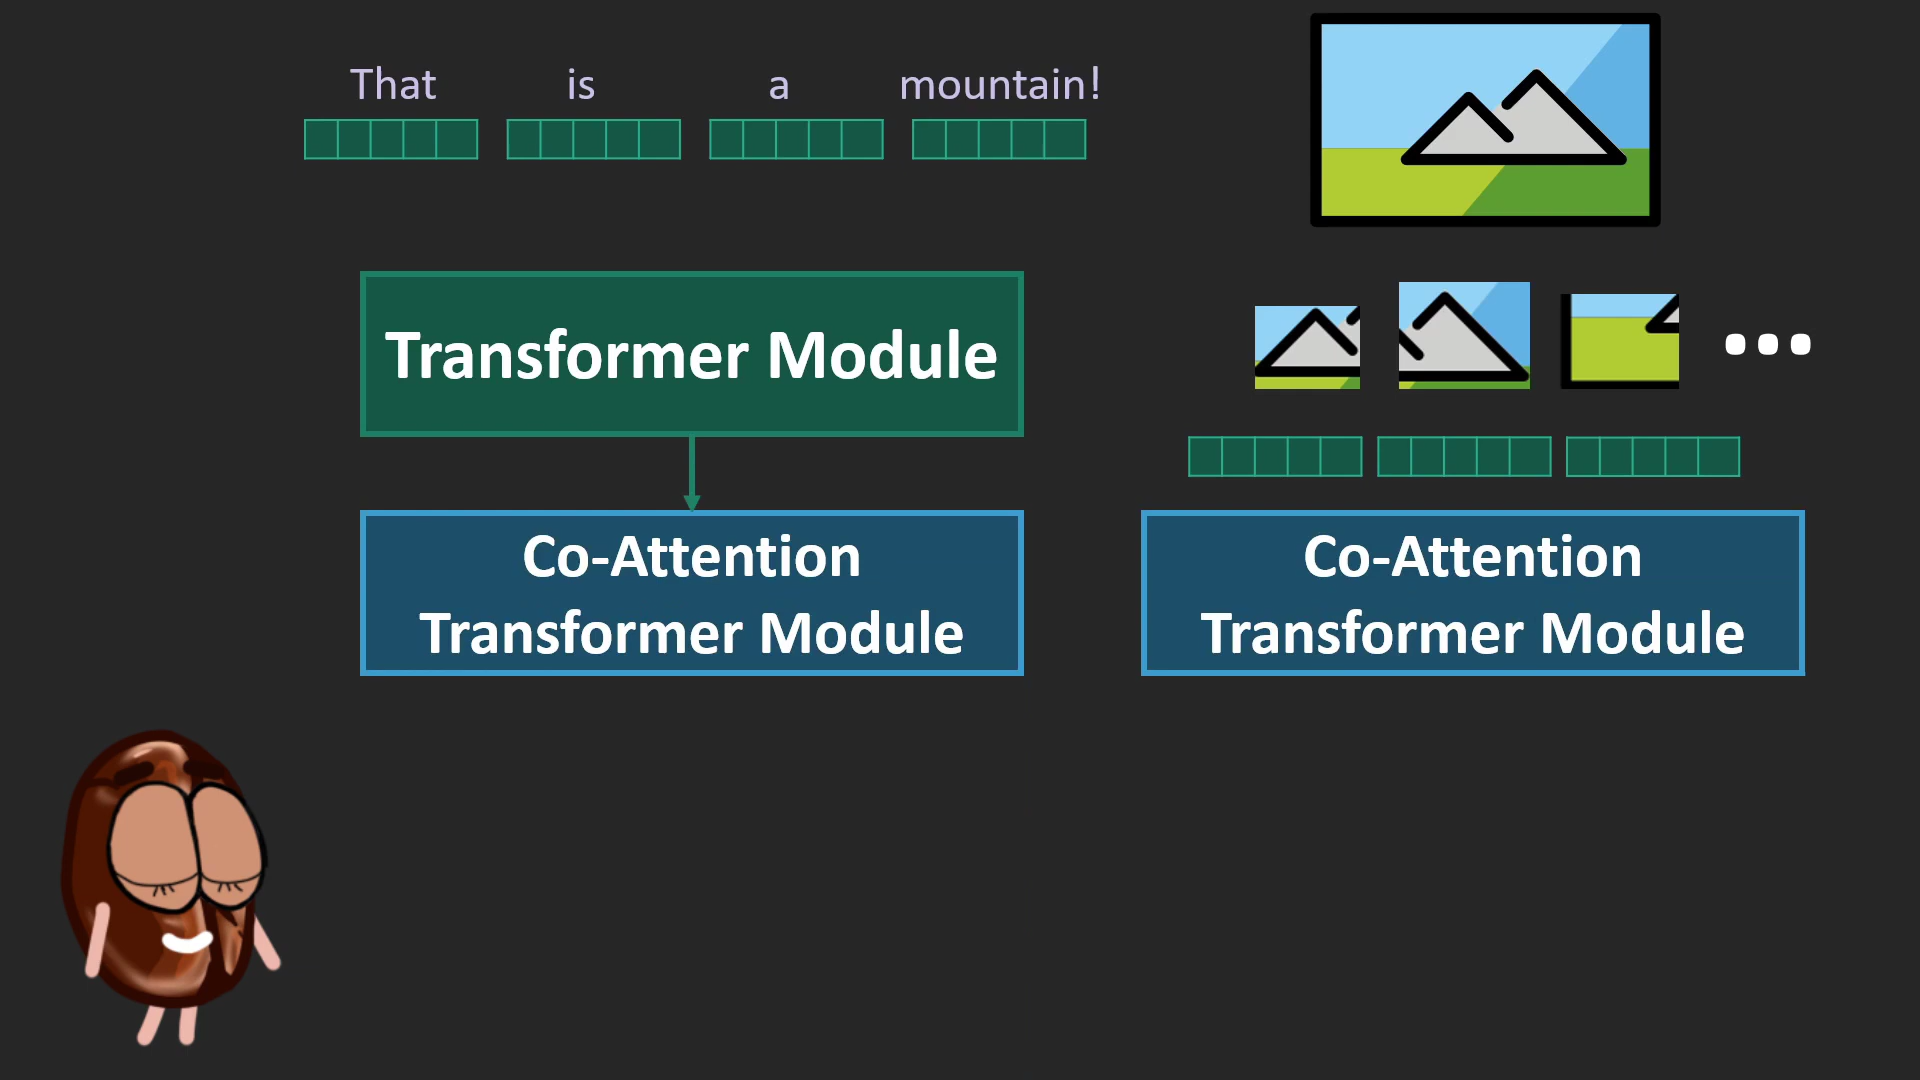 That is a mountain!
Transformer Module
Co-Attention
Transformer Module
Co-Attention
Transformer Module